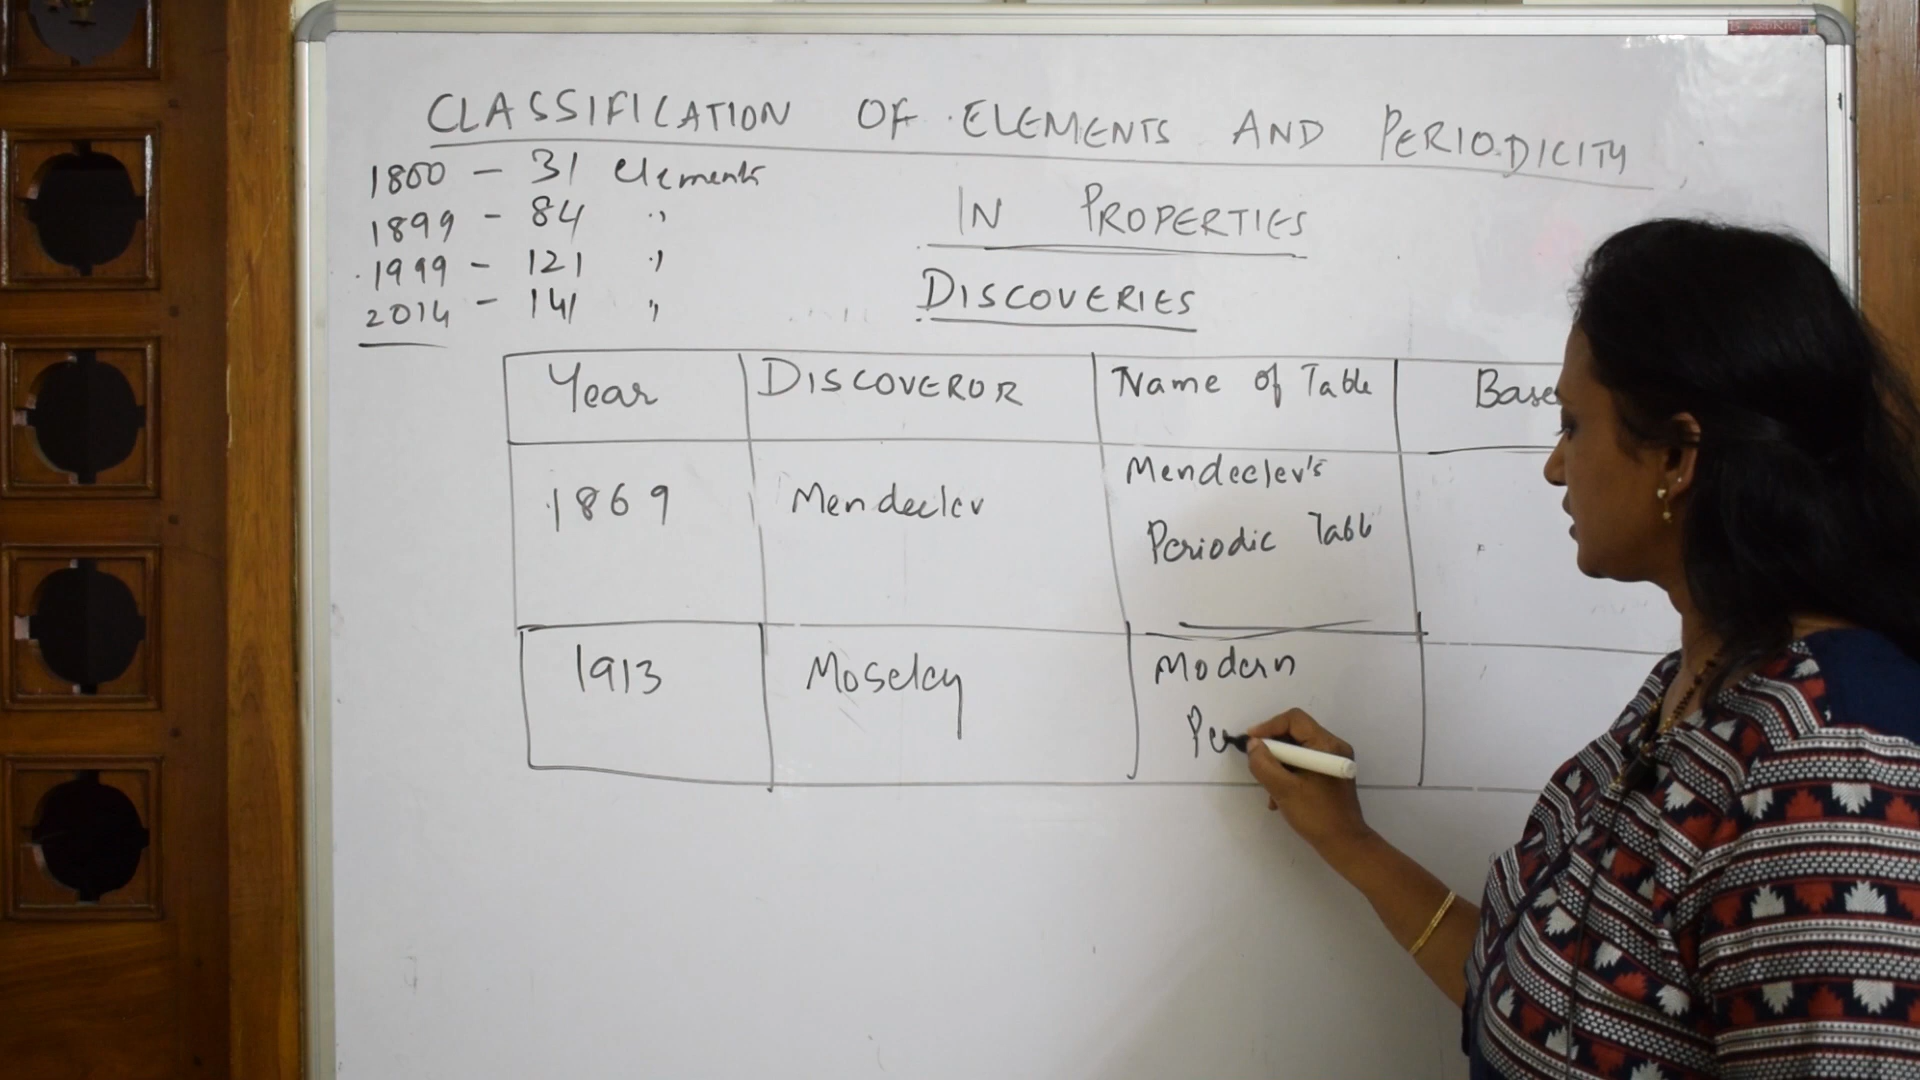 CLASSIFICATION OF ELEMENTS AND PERIODICITY
IN PROPERTIES
1800 - 31 Elements
1899 - 84 "
1999 - 121 "
2014 - 141 "
DISCOVERIES
Year DISCOVEROR Name of Table Base
1869 Mendeelev Mendeelev's
Periodic Table
1913 Moseley Modern
Per